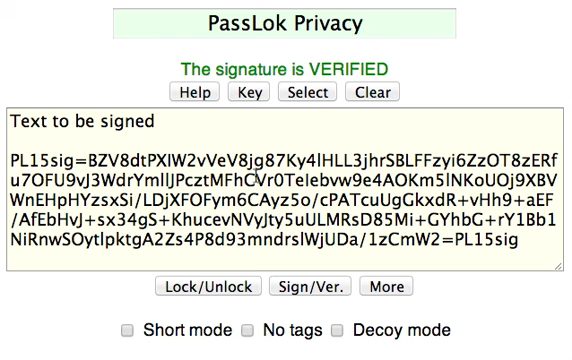 PassLok Privacy
The signature is VERIFIED
Help Key Select Clear
Text to be signed
PL15sig=BZV8dtPXIW2vVeV8jg87Ky4lHLL3jhrSBLFFzyi6ZzOT8zERf
u7OFU9vJ3WdrYmllJPcztMFhCVr0TeIebvw9e4AOKm5lNKoUOj9XBV
WnEHpHYzsxSi/LDjXFOFym6CAyz5o/cPATcuUgGkxdR+vHh9+aEF
/AfEbHvJ+sx34gS+KhucevNVyJty5uULMRsD85Mi+GYhbG+rY1Bb1
NiRnwSOytlpktgA2Zs4P8d93mndrslWjUDa/1zCmW2=PL15sig
Lock/Unlock Sign/Ver. More
Short mode No tags Decoy mode